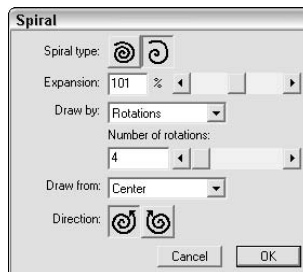 Spiral
Spiral type:
Expansion: 101 %
Draw by: Rotations
Number of rotations:
4
Draw from: Center
Direction:
Cancel OK